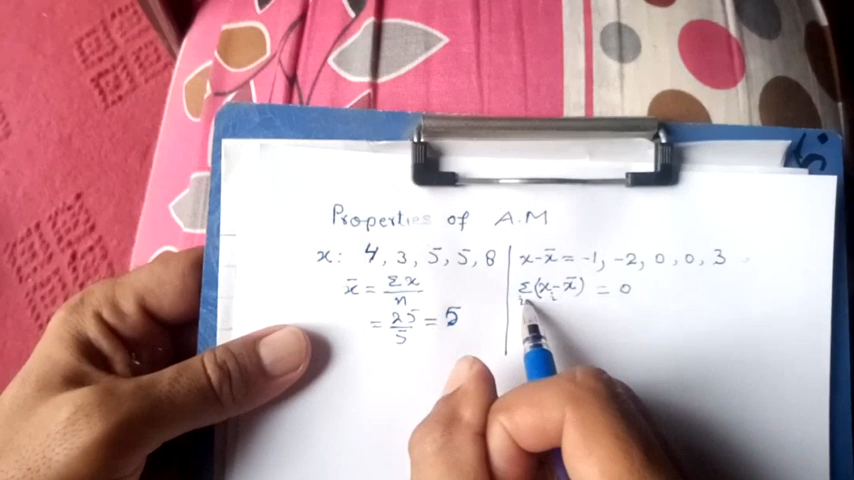 Properties of A.M
x: 4, 3, 5, 5, 8
x̄ = Σx/n
= 25/5 = 5
x-x̄ = -1, -2, 0, 0, 3
Σ(xᵢ-x̄) = 0